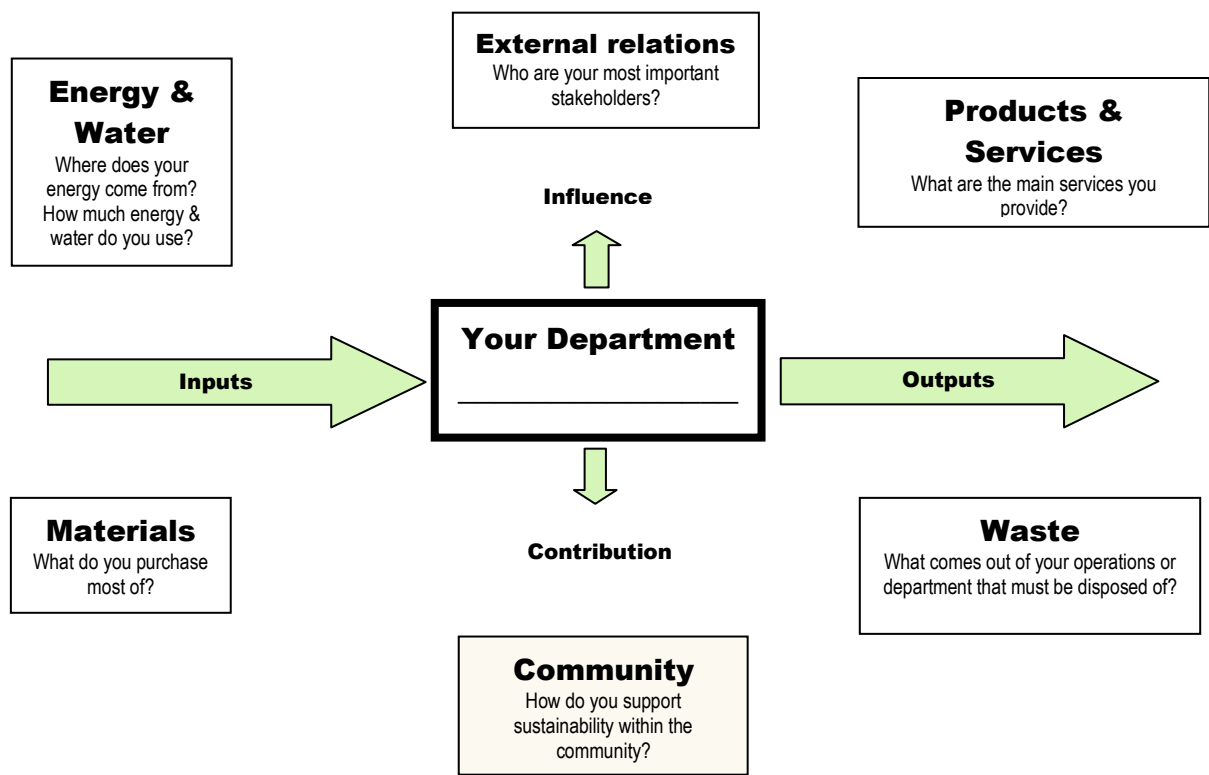 External relations
Who are your most important
stakeholders?
Energy &
Water
Where does your
energy come from?
How much energy &
water do you use?
Products &
Services
What are the main services you
provide?
Influence
Your Department
____________________
Inputs
Outputs
Materials
What do you purchase
most of?
Contribution
Waste
What comes out of your operations or
department that must be disposed of?
Community
How do you support
sustainability within the
community?